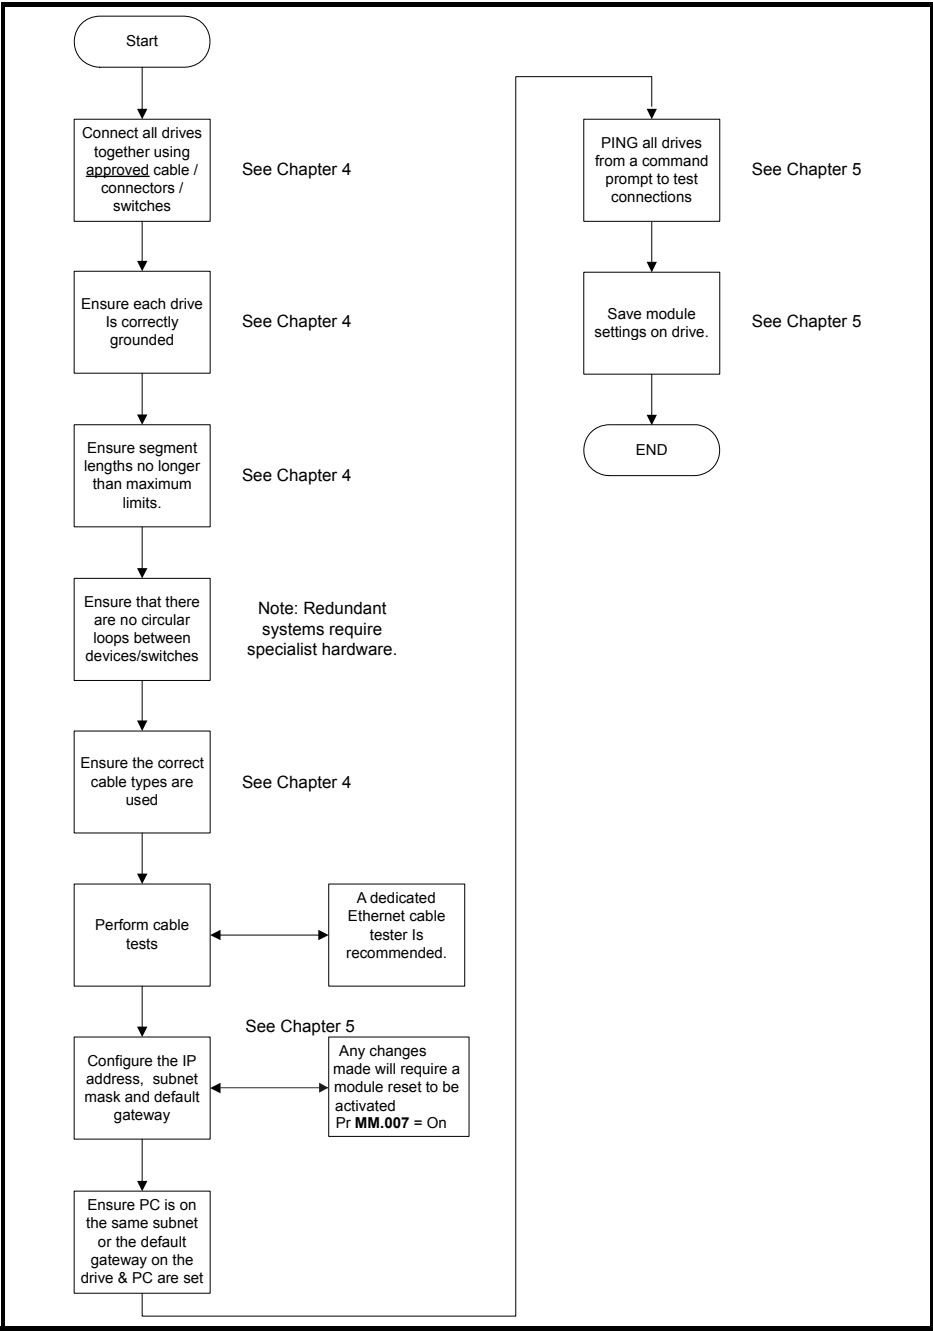 Start
Connect all drives
together using
approved cable /
connectors /
switches
See Chapter 4
Ensure each drive
Is correctly
grounded
See Chapter 4
Ensure segment
lengths no longer
than maximum
limits.
See Chapter 4
Ensure that there
are no circular
loops between
devices/switches
Note: Redundant
systems require
specialist hardware.
Ensure the correct
cable types are
used
See Chapter 4
Perform cable
tests
A dedicated
Ethernet cable
tester Is
recommended.
See Chapter 5
Configure the IP
address, subnet
mask and default
gateway
Any changes
made will require a
module reset to be
activated
Pr MM.007 = On
Ensure PC is on
the same subnet
or the default
gateway on the
drive & PC are set
PING all drives
from a command
prompt to test
connections
See Chapter 5
Save module
settings on drive.
See Chapter 5
END